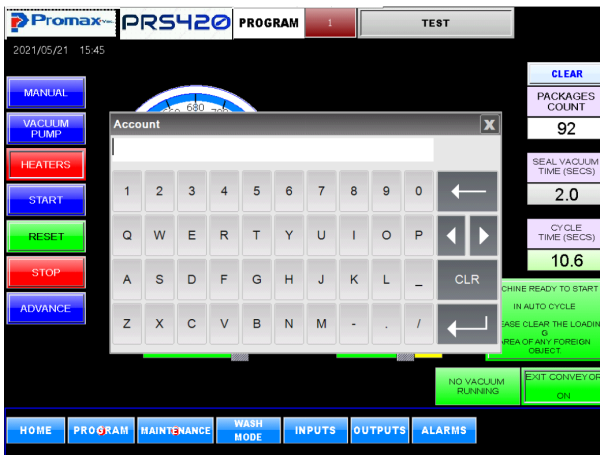 Promax
PRS420
PROGRAM
1
TEST
2021/05/21 15:45
MANUAL
VACUUM
PUMP
HEATERS
START
RESET
STOP
ADVANCE
680
Account
X
1 2 3 4 5 6 7 8 9 0
Q W E R T Y U I O P
A S D F G H J K L _ CLR
Z X C V B N M - . /
CLEAR
PACKAGES
COUNT
92
SEAL VACUUM
TIME (SECS)
2.0
CYCLE
TIME (SECS)
10.6
CHINE READY TO START
IN AUTO CYCLE
EASE CLEAR THE LOADIN
G
AREA OF ANY FOREIGN
OBJECT.
NO VACUUM
RUNNING
EXIT CONVEYOR
ON
HOME
PROGRAM
MAINTENANCE
WASH
MODE
INPUTS
OUTPUTS
ALARMS